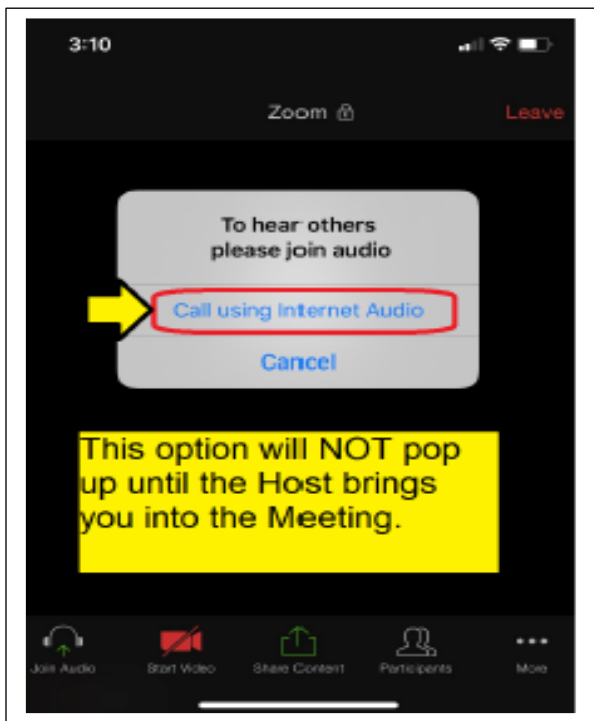 3:10
Zoom
Leave
To hear others
please join audio
Call using Internet Audio
Cancel
This option will NOT pop
up until the Host brings
you into the Meeting.
Join Audio Start Video Share Content Participants More